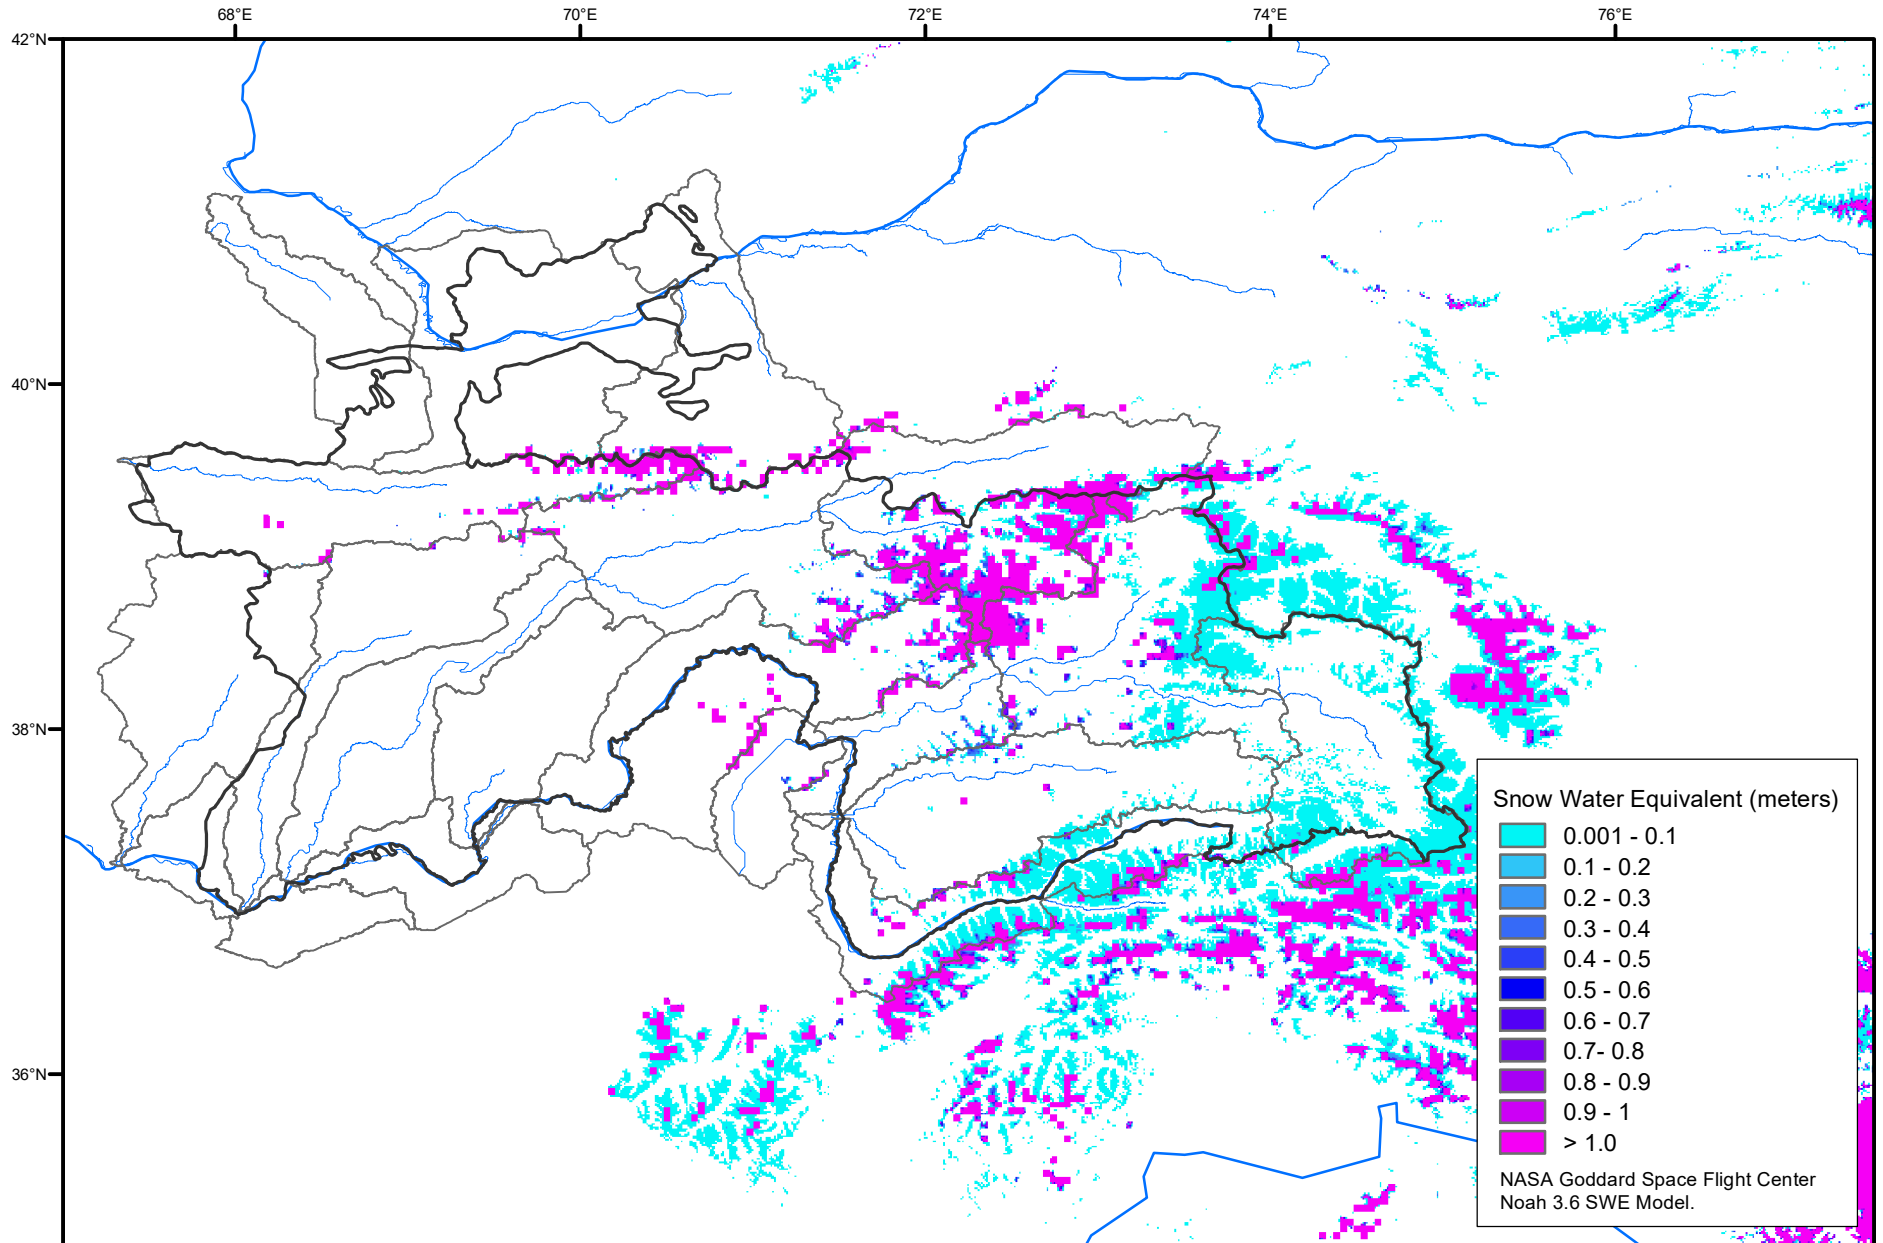 68°E 70°E 72°E 74°E 76°E
42°N
40°N
38°N
36°N
Snow Water Equivalent (meters)
0.001 - 0.1
0.1 - 0.2
0.2 - 0.3
0.3 - 0.4
0.4 - 0.5
0.5 - 0.6
0.6 - 0.7
0.7- 0.8
0.8 - 0.9
0.9 - 1
> 1.0
NASA Goddard Space Flight Center
Noah 3.6 SWE Model.